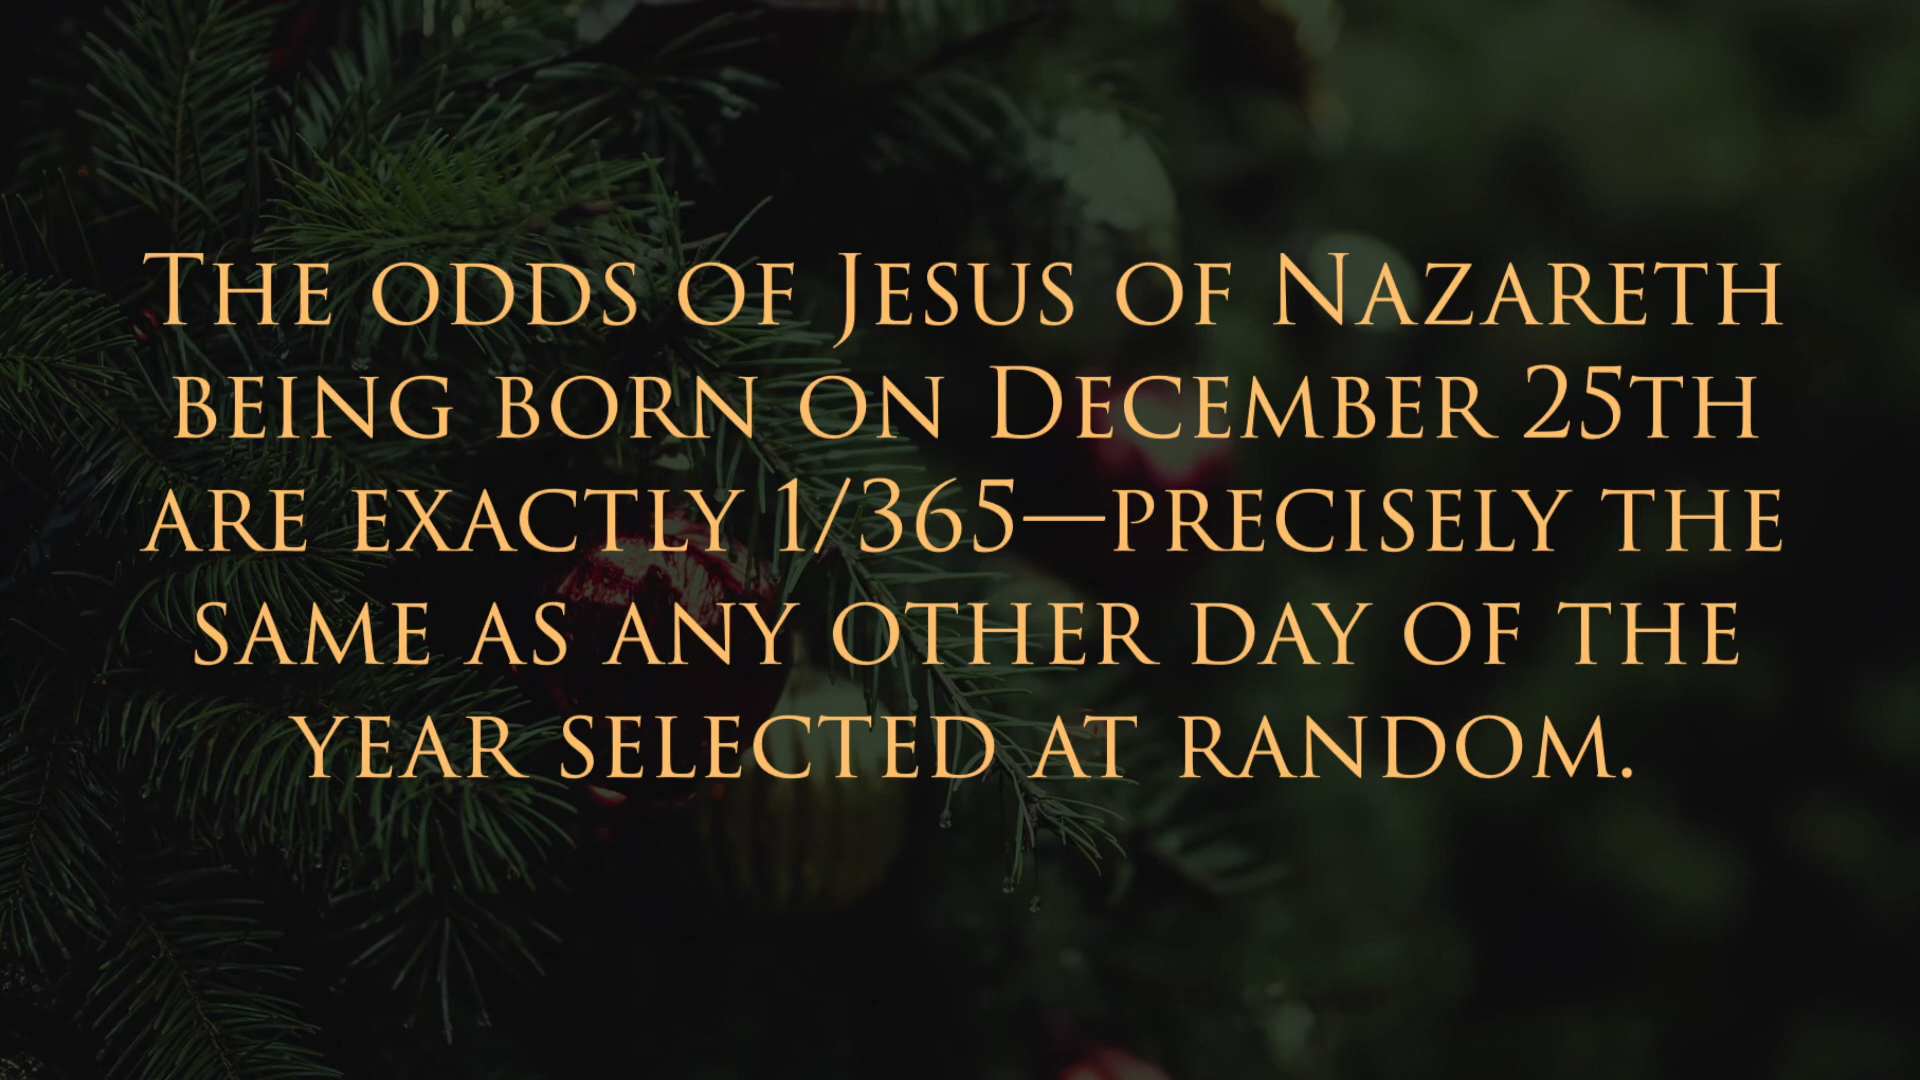 The odds of Jesus of Nazareth
being born on December 25th
are exactly 1/365—precisely the
same as any other day of the
year selected at random.